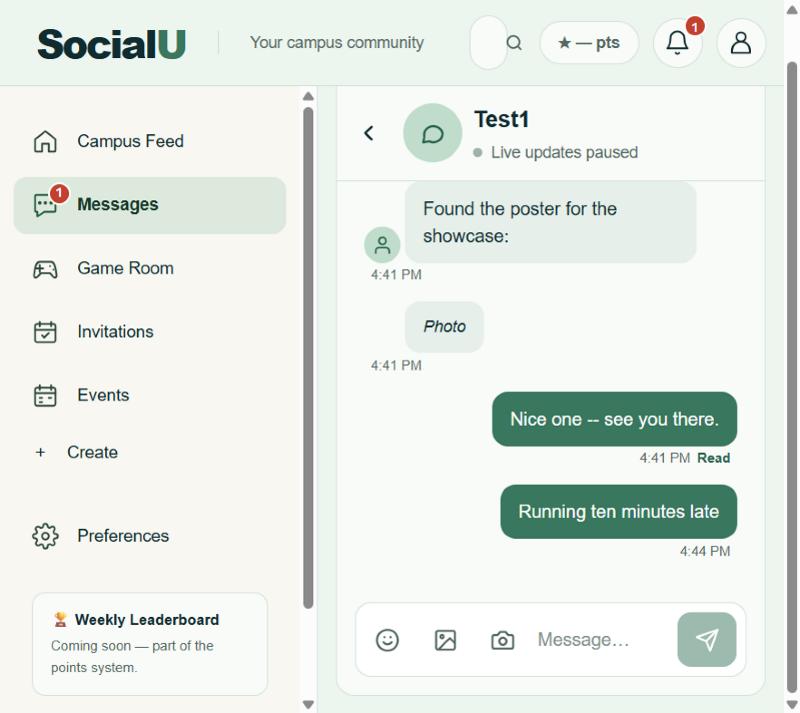 SocialU
Your campus community
★ — pts
1
Campus Feed
1
Messages
Game Room
Invitations
Events
+ Create
Preferences
🏆 Weekly Leaderboard
Coming soon — part of the
points system.
Test1
Live updates paused
Found the poster for the
showcase:
4:41 PM
Photo
4:41 PM
Nice one -- see you there.
4:41 PM Read
Running ten minutes late
4:44 PM
Message…